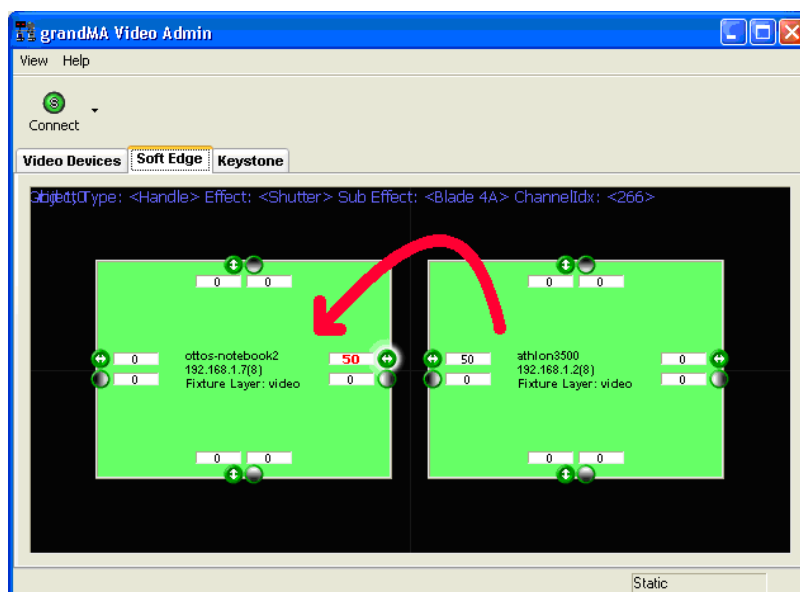 grandMA Video Admin
View Help
Connect
Video Devices Soft Edge Keystone
Type: <Handle> Effect: <Shutter> Sub Effect: <Blade 4A> ChannelIdx: <266>
0 0
0 0
0 ottos-notebook2 50
192.168.1.7(8)
0 Fixture Layer: video 0
50 athlon3500 0
192.168.1.2(8)
0 Fixture Layer: video 0
0 0
0 0
Static